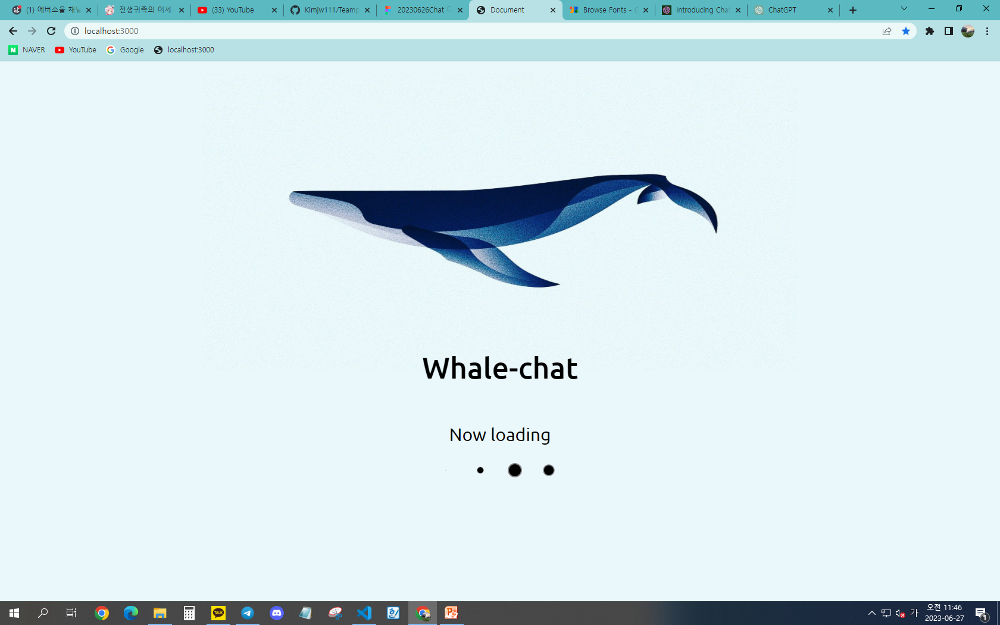 (1) 에버소울 채널
전생귀족의 이세
(33) YouTube
Kimjw111/Teamp
20230626Chat 디
Document
Browse Fonts - G
Introducing Chat
ChatGPT
localhost:3000
NAVER
YouTube
Google
localhost:3000
Whale-chat
Now loading
TALK
가
오전 11:46
2023-06-27
1